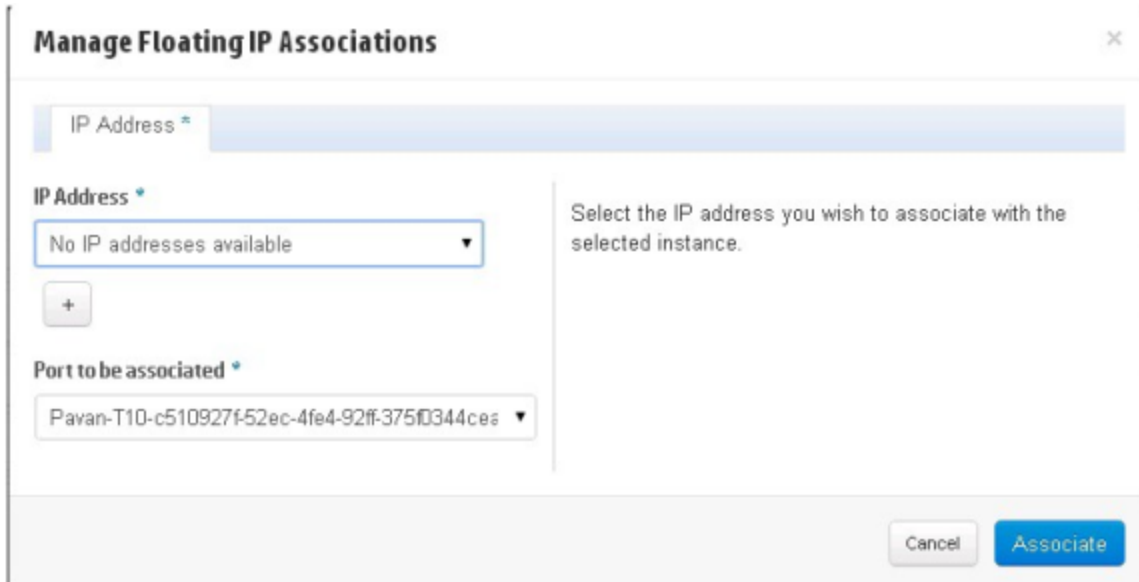 Manage Floating IP Associations
×
IP Address *
IP Address *
No IP addresses available
Select the IP address you wish to associate with the
selected instance.
+
Port to be associated *
Pavan-T10-c510927f-52ec-4fe4-92ff-375f0344cea
Cancel
Associate